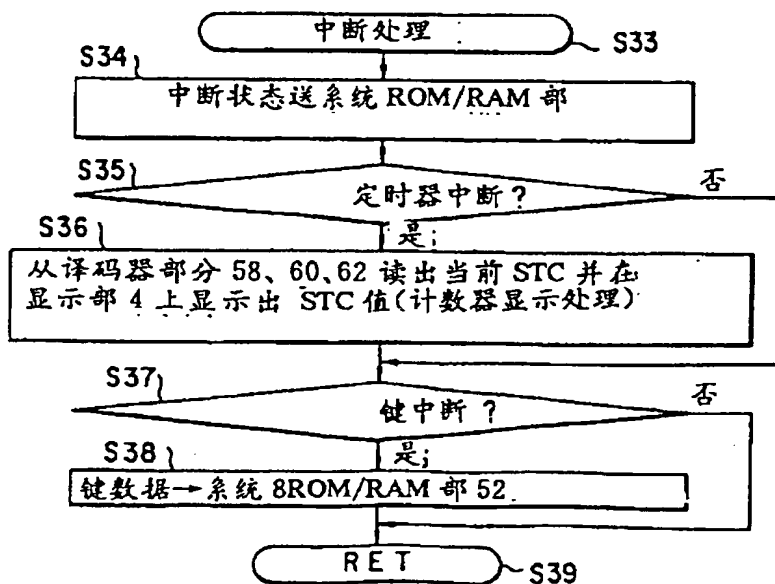 中断处理
S33
S34
中断状态送系统 ROM/RAM 部
S35
定时器中断?
否
是;
S36
从译码器部分 58、60、62 读出当前 STC 并在
显示部 4 上显示出 STC 值(计数器显示处理)
S37
键中断?
否
是;
S38
键数据→系统 8ROM/RAM 部 52
RET
S39